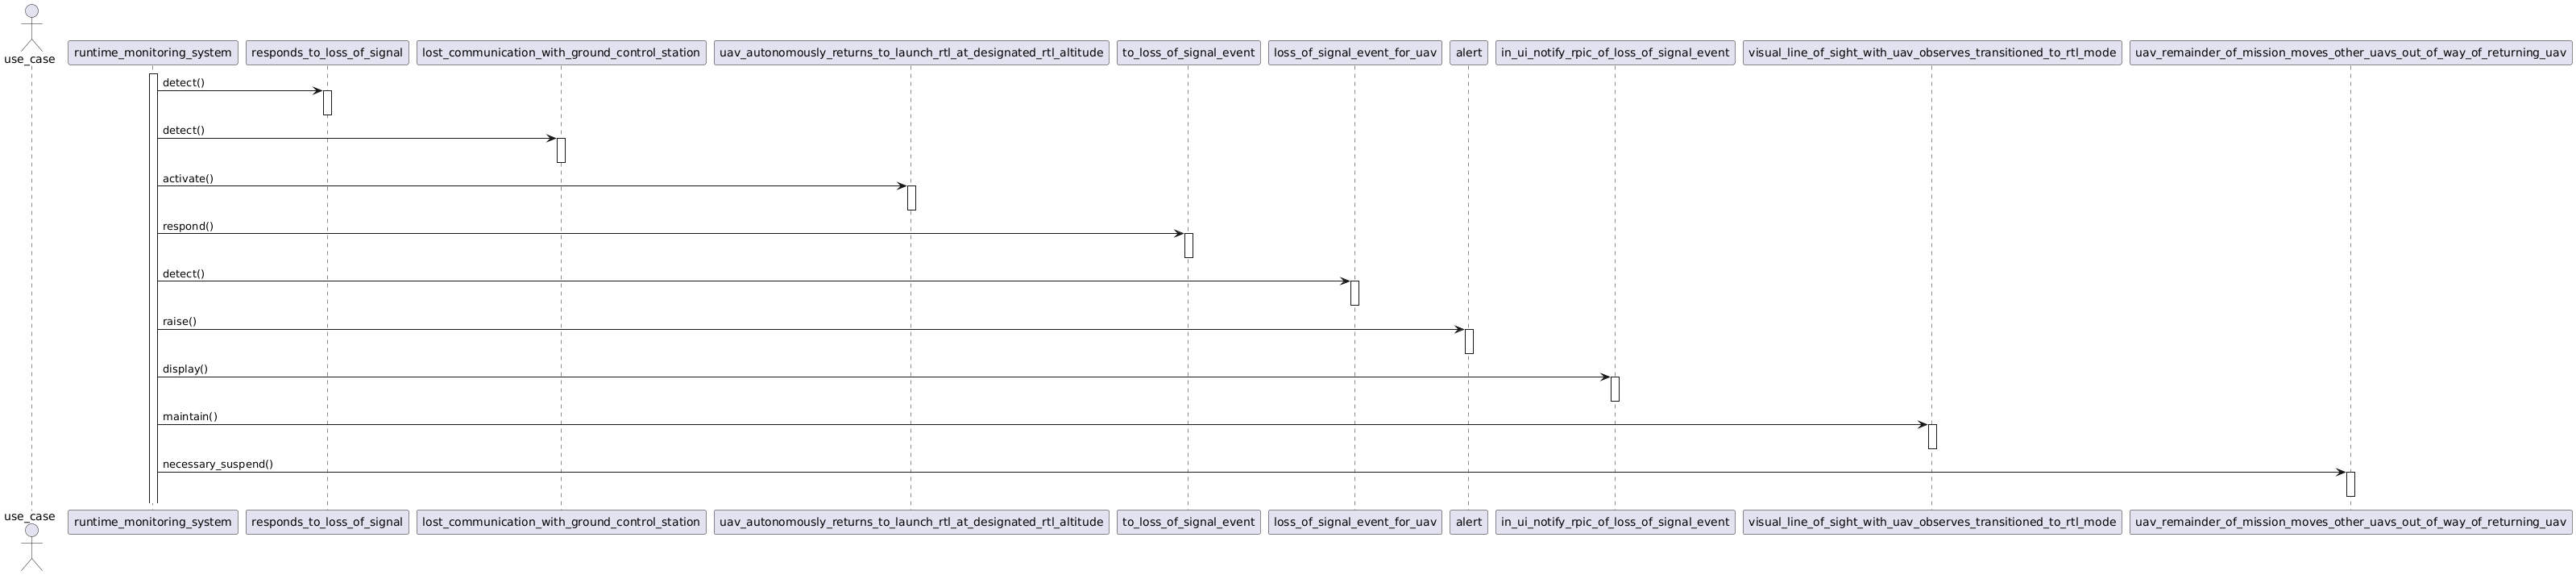 use_case
runtime_monitoring_system
responds_to_loss_of_signal
lost_communication_with_ground_control_station
uav_autonomously_returns_to_launch_rtl_at_designated_rtl_altitude
to_loss_of_signal_event
loss_of_signal_event_for_uav
alert
in_ui_notify_rpic_of_loss_of_signal_event
visual_line_of_sight_with_uav_observes_transitioned_to_rtl_mode
uav_remainder_of_mission_moves_other_uavs_out_of_way_of_returning_uav
detect()
detect()
activate()
respond()
detect()
raise()
display()
maintain()
necessary_suspend()
use_case
runtime_monitoring_system
responds_to_loss_of_signal
lost_communication_with_ground_control_station
uav_autonomously_returns_to_launch_rtl_at_designated_rtl_altitude
to_loss_of_signal_event
loss_of_signal_event_for_uav
alert
in_ui_notify_rpic_of_loss_of_signal_event
visual_line_of_sight_with_uav_observes_transitioned_to_rtl_mode
uav_remainder_of_mission_moves_other_uavs_out_of_way_of_returning_uav